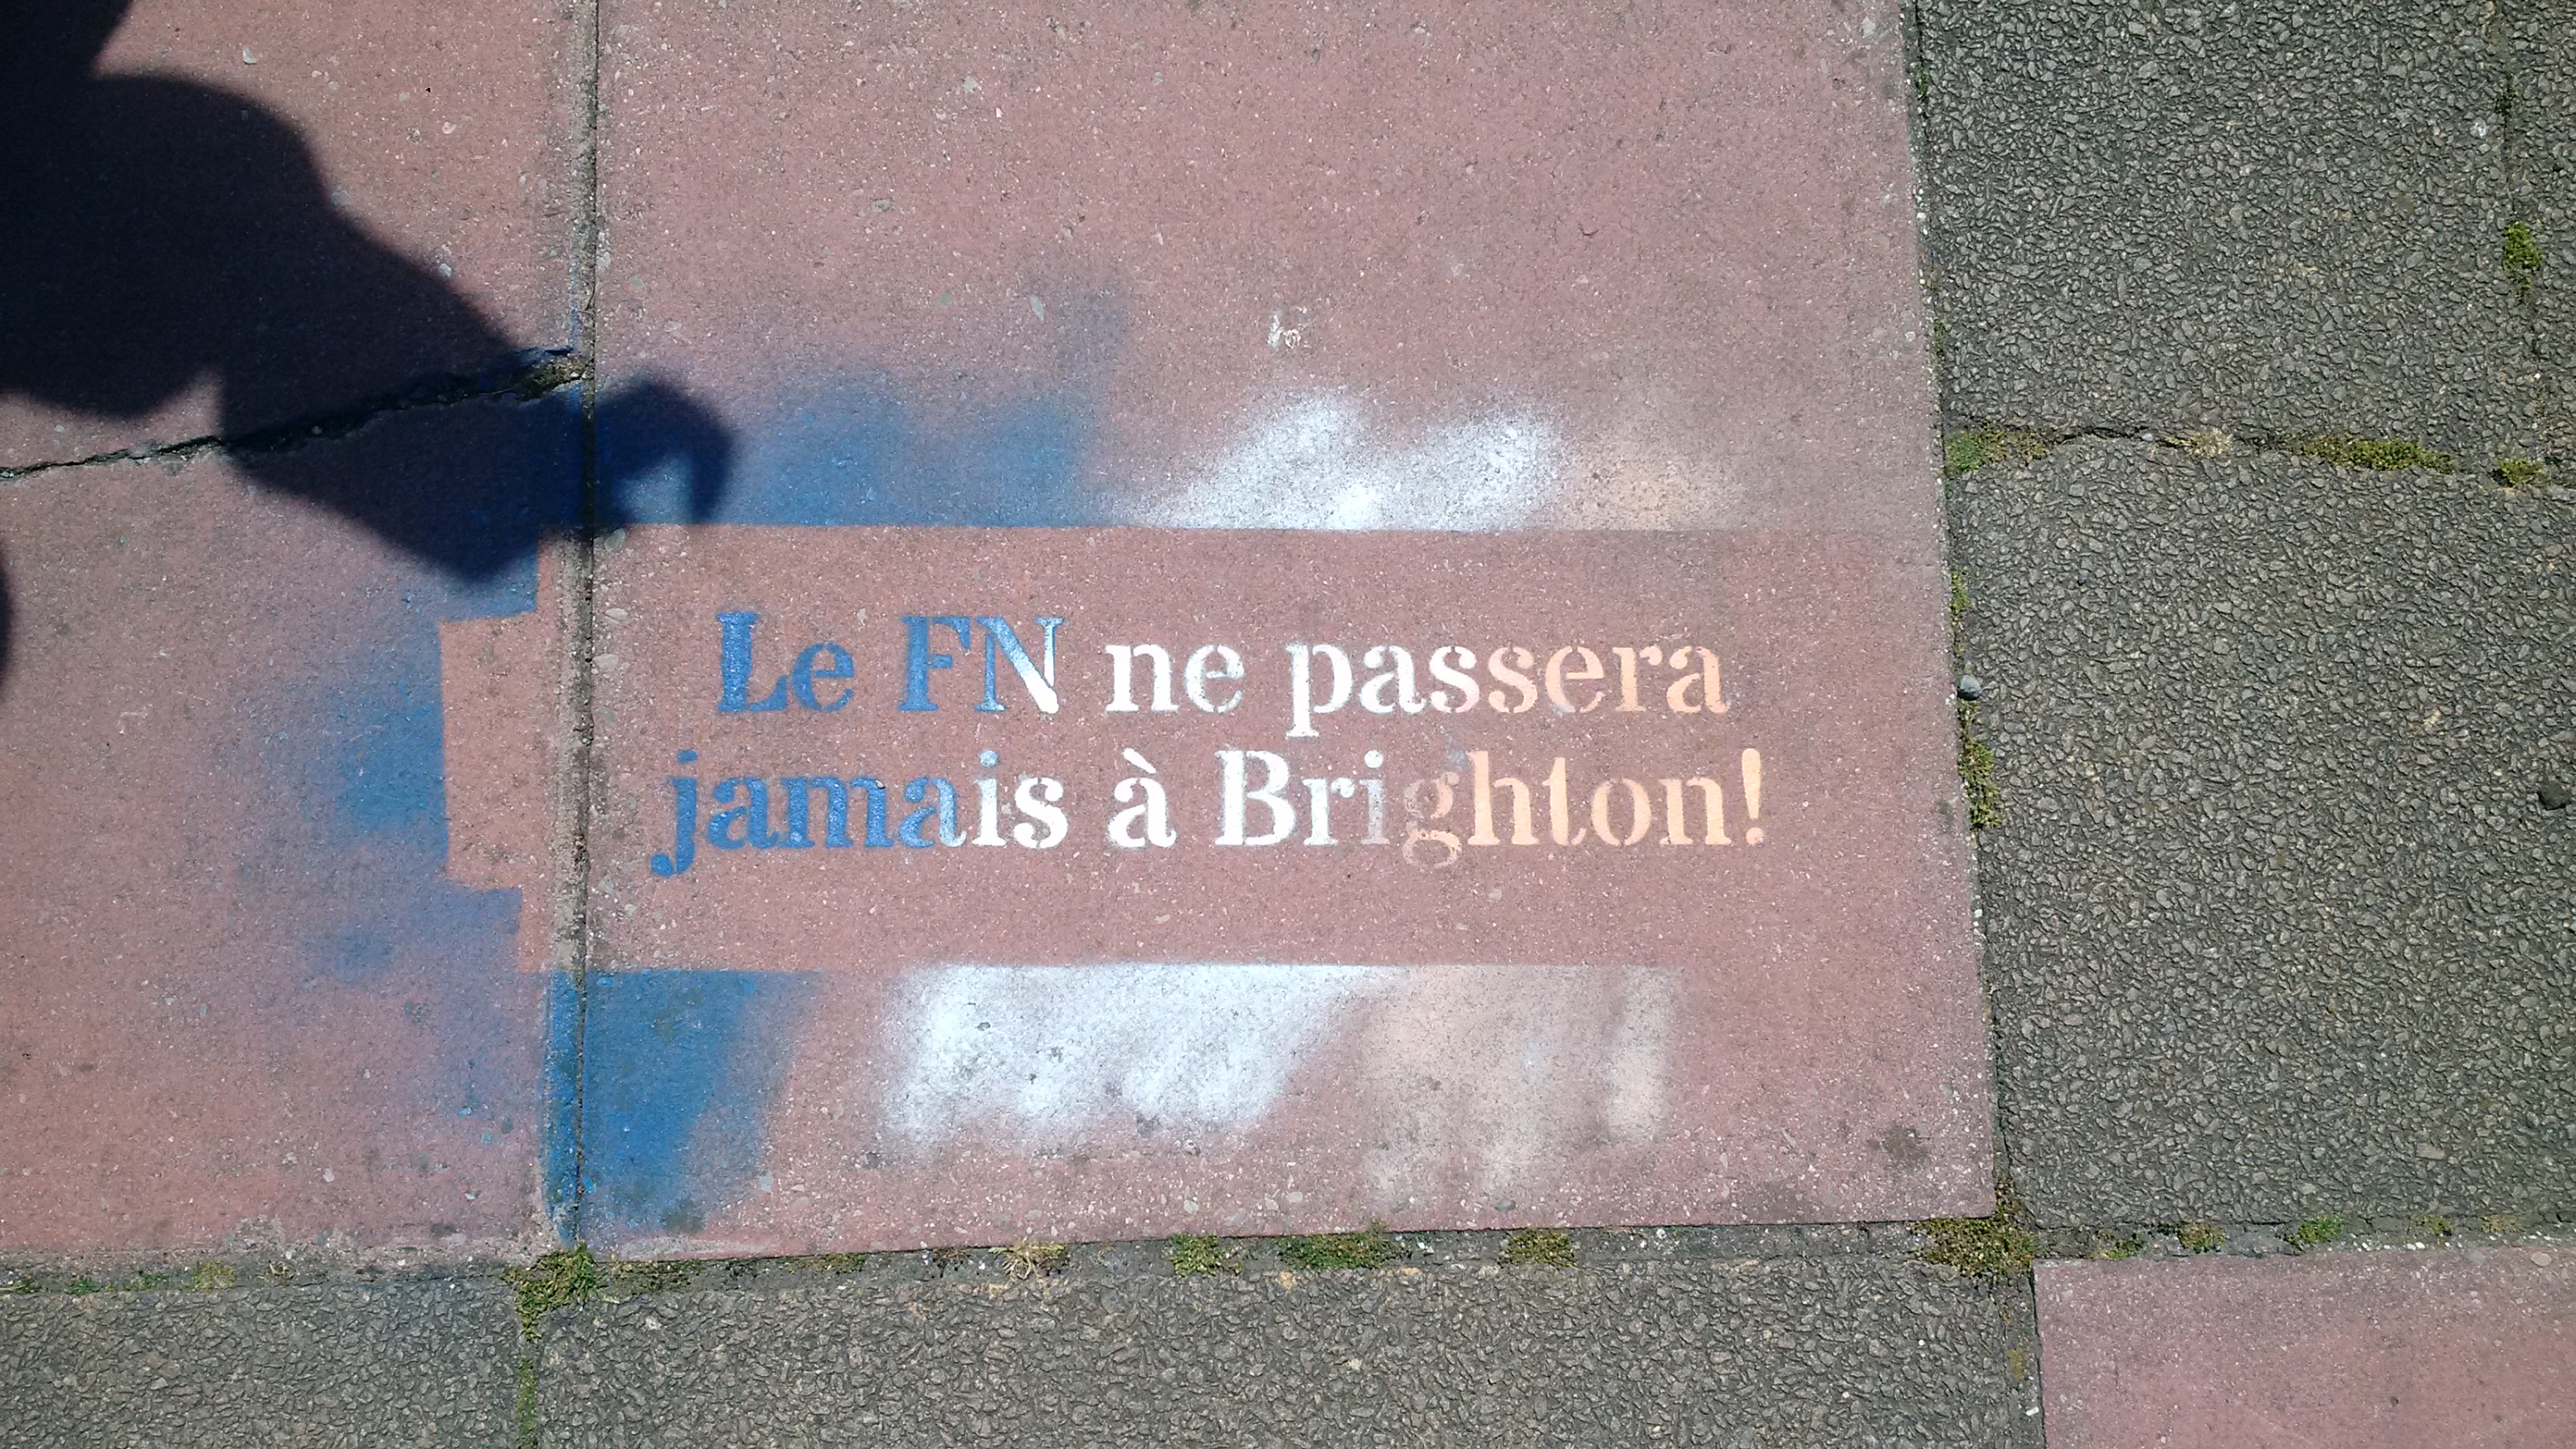 Le FN ne passera
jamais à Brighton!